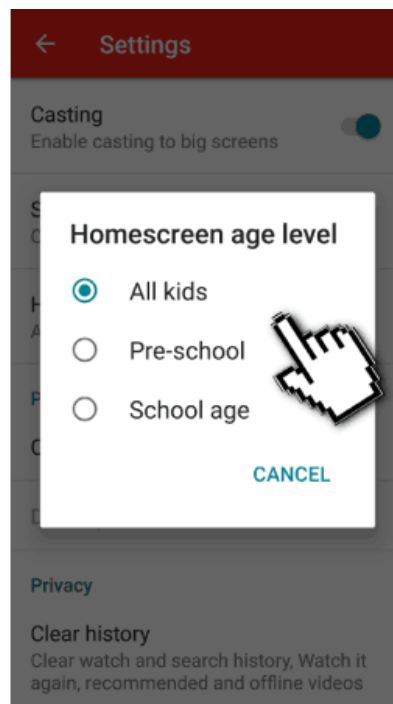 Settings
Casting
Enable casting to big screens
Homescreen age level
All kids
Pre-school
School age
CANCEL
Privacy
Clear history
Clear watch and search history, Watch it
again, recommended and offline videos